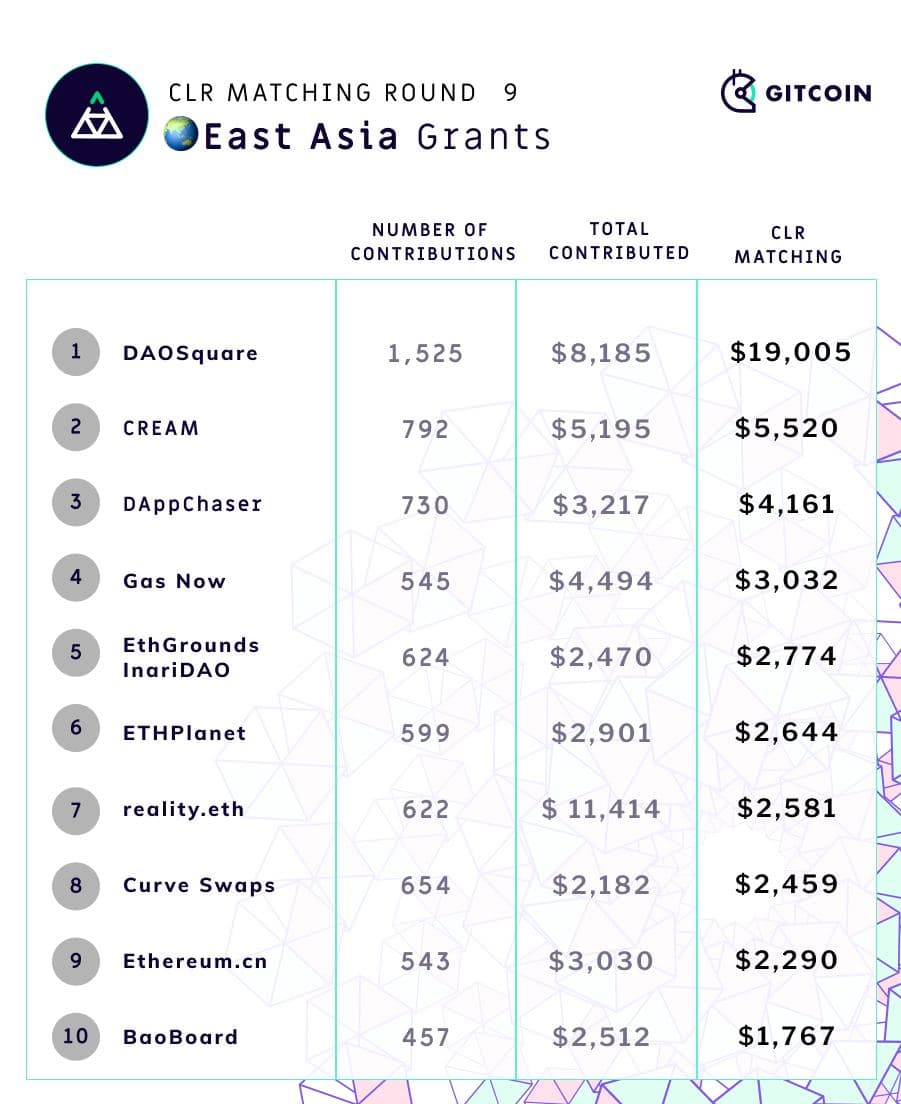 CLR MATCHING ROUND 9
East Asia Grants
GITCOIN
NUMBER OF
CONTRIBUTIONS
TOTAL
CONTRIBUTED
CLR
MATCHING
1 DAOSquare 1,525 $8,185 $19,005
2 CREAM 792 $5,195 $5,520
3 DAppChaser 730 $3,217 $4,161
4 Gas Now 545 $4,494 $3,032
5 EthGrounds
InariDAO 624 $2,470 $2,774
6 ETHPlanet 599 $2,901 $2,644
7 reality.eth 622 $ 11,414 $2,581
8 Curve Swaps 654 $2,182 $2,459
9 Ethereum.cn 543 $3,030 $2,290
10 BaoBoard 457 $2,512 $1,767